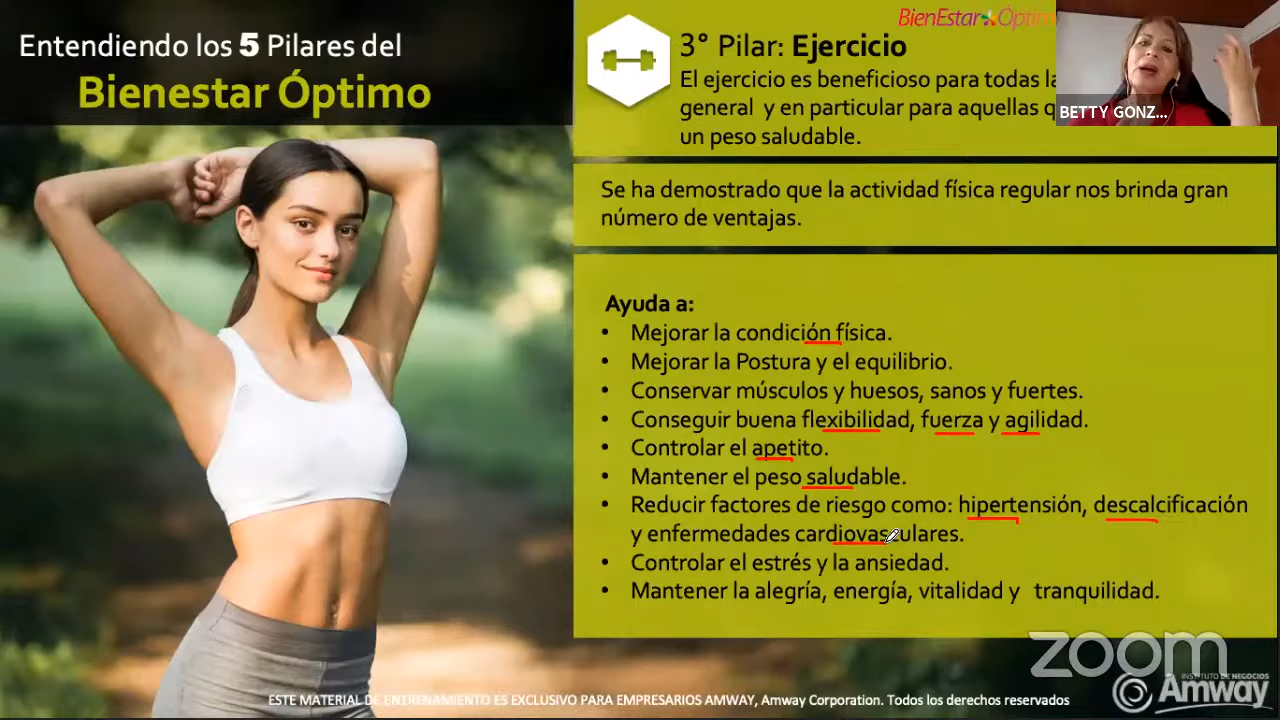 Entendiendo los 5 Pilares del
Bienestar Óptimo
BienEstar Óptim
3° Pilar: Ejercicio
El ejercicio es beneficioso para todas la
general y en particular para aquellas q
un peso saludable.
BETTY GONZ...
Se ha demostrado que la actividad física regular nos brinda gran
número de ventajas.
Ayuda a:
• Mejorar la condición física.
• Mejorar la Postura y el equilibrio.
• Conservar músculos y huesos, sanos y fuertes.
• Conseguir buena flexibilidad, fuerza y agilidad.
• Controlar el apetito.
• Mantener el peso saludable.
• Reducir factores de riesgo como: hipertensión, descalcificación
y enfermedades cardiovasculares.
• Controlar el estrés y la ansiedad.
• Mantener la alegría, energía, vitalidad y tranquilidad.
zoom
INSTITUTO DE NEGOCIOS
Amway
ESTE MATERIAL DE ENTRENAMIENTO ES EXCLUSIVO PARA EMPRESARIOS AMWAY, Amway Corporation. Todos los derechos reservados